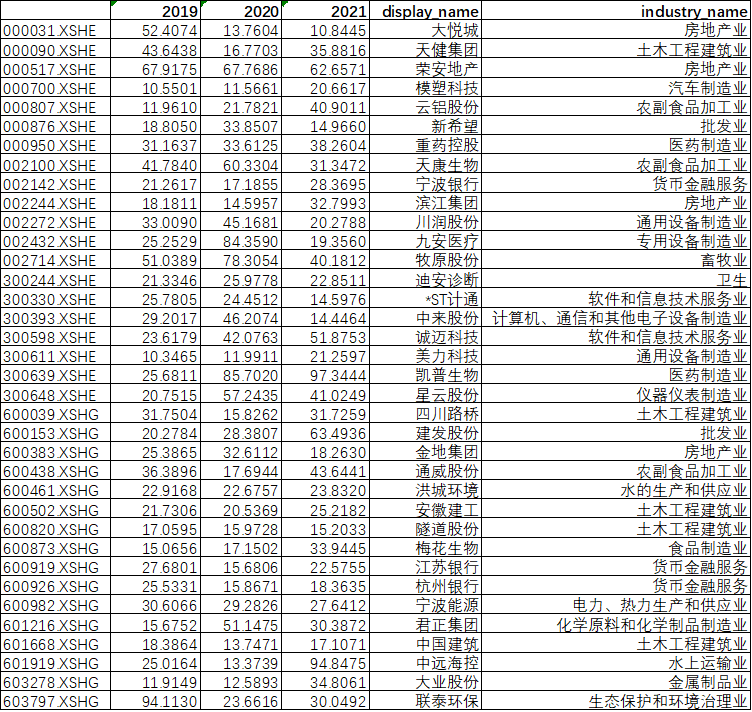 2019 2020 2021 display_name industry_name
000031.XSHE 52.4074 13.7604 10.8445 大悦城 房地产业
000090.XSHE 43.6438 16.7703 35.8816 天健集团 土木工程建筑业
000517.XSHE 67.9175 67.7686 62.6571 荣安地产 房地产业
000700.XSHE 10.5501 11.5661 20.6617 模塑科技 汽车制造业
000807.XSHE 11.9610 21.7821 40.9011 云铝股份 农副食品加工业
000876.XSHE 18.8050 33.8507 14.9660 新希望 批发业
000950.XSHE 31.1637 33.6125 38.2604 重药控股 医药制造业
002100.XSHE 41.7840 60.3304 31.3472 天康生物 农副食品加工业
002142.XSHE 21.2617 17.1855 28.3695 宁波银行 货币金融服务
002244.XSHE 18.1811 14.5957 32.7993 滨江集团 房地产业
002272.XSHE 33.0090 45.1681 20.2788 川润股份 通用设备制造业
002432.XSHE 25.2529 84.3590 19.3560 九安医疗 专用设备制造业
002714.XSHE 51.0389 78.3054 40.1812 牧原股份 畜牧业
300244.XSHE 21.3346 25.9778 22.8511 迪安诊断 卫生
300330.XSHE 25.7805 24.4512 14.5976 *ST计通 软件和信息技术服务业
300393.XSHE 29.2017 46.2074 14.4464 中来股份 计算机、通信和其他电子设备制造业
300598.XSHE 23.6179 42.0763 51.8753 诚迈科技 软件和信息技术服务业
300611.XSHE 10.3465 11.9911 21.2597 美力科技 通用设备制造业
300639.XSHE 25.6811 85.7020 97.3444 凯普生物 医药制造业
300648.XSHE 20.7515 57.2435 41.0249 星云股份 仪器仪表制造业
600039.XSHG 31.7504 15.8262 31.7259 四川路桥 土木工程建筑业
600153.XSHG 20.2784 28.3807 63.4936 建发股份 批发业
600383.XSHG 25.3865 32.6112 18.2630 金地集团 房地产业
600438.XSHG 36.3896 17.6944 43.6441 通威股份 农副食品加工业
600461.XSHG 22.9168 22.6757 23.8320 洪城环境 水的生产和供应业
600502.XSHG 21.7306 20.5369 25.2182 安徽建工 土木工程建筑业
600820.XSHG 17.0595 15.9728 15.2033 隧道股份 土木工程建筑业
600873.XSHG 15.0656 17.1502 33.9445 梅花生物 食品制造业
600919.XSHG 27.6801 15.6806 22.5755 江苏银行 货币金融服务
600926.XSHG 25.5331 15.8671 18.3635 杭州银行 货币金融服务
600982.XSHG 30.6066 29.2826 27.6412 宁波能源 电力、热力生产和供应业
601216.XSHG 15.6752 51.1475 30.3872 君正集团 化学原料和化学制品制造业
601668.XSHG 18.3864 13.7471 17.1071 中国建筑 土木工程建筑业
601919.XSHG 25.0164 13.3739 94.8475 中远海控 水上运输业
603278.XSHG 11.9149 12.5893 34.8061 大业股份 金属制品业
603797.XSHG 94.1130 23.6616 30.0492 联泰环保 生态保护和环境治理业